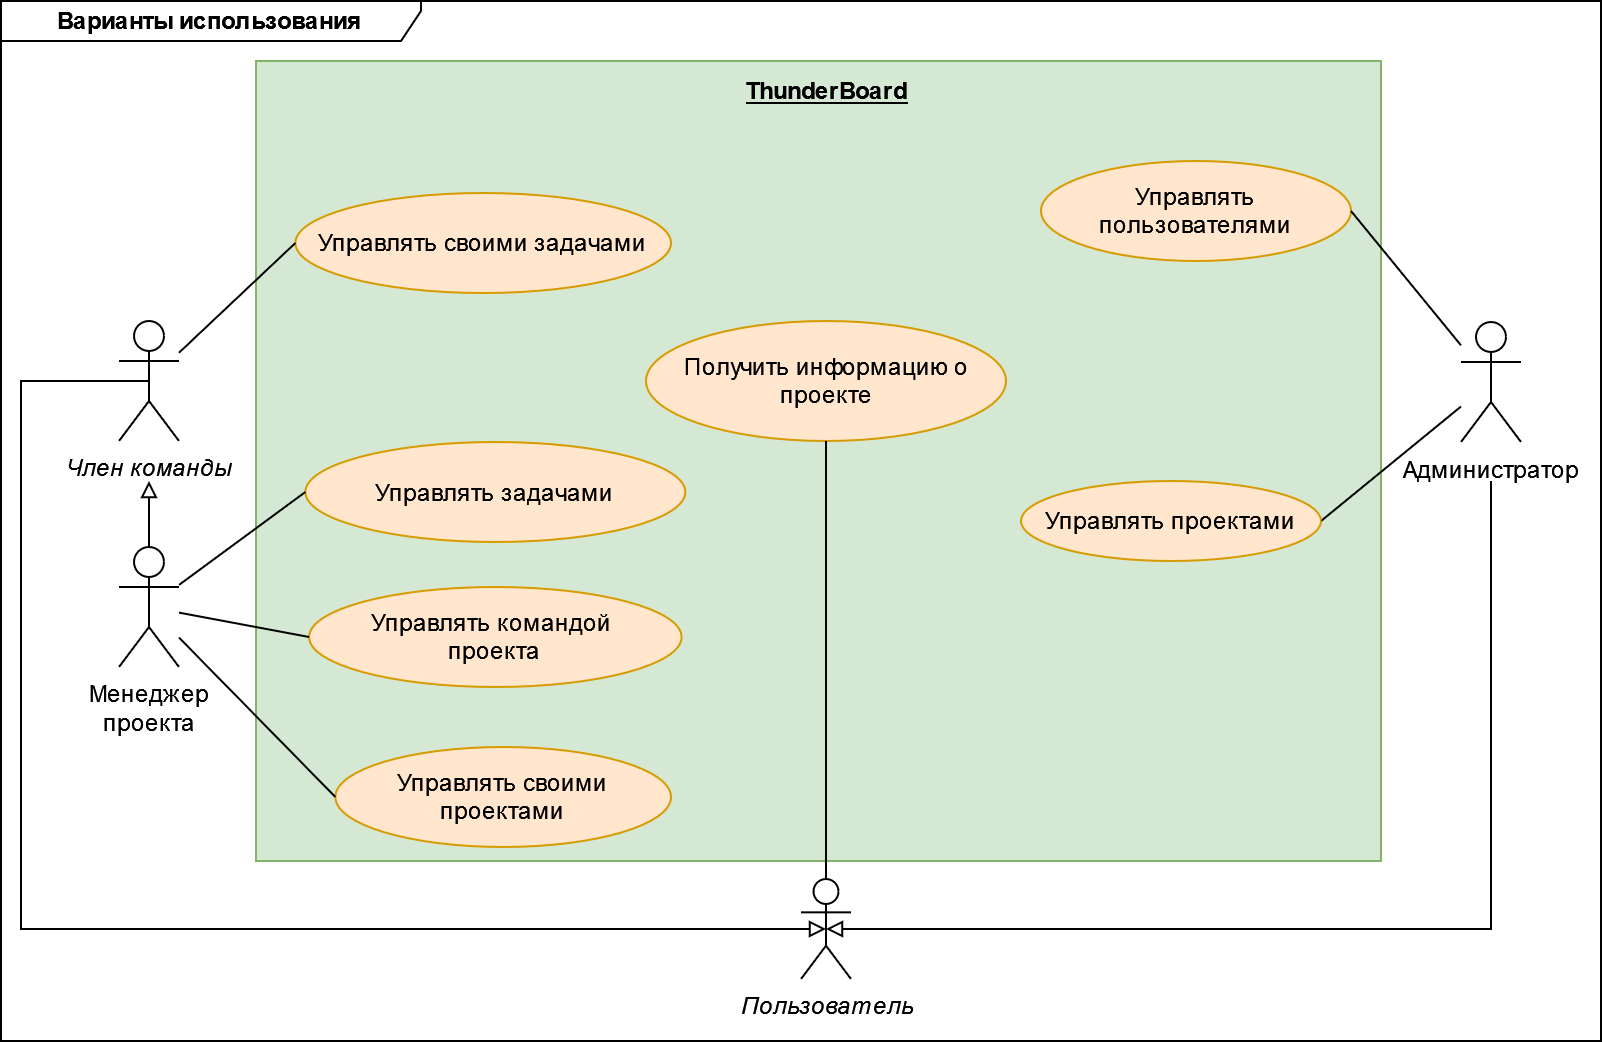 Варианты использования
ThunderBoard
Управлять
пользователями
Управлять своими задачами
Получить информацию о
проекте
Член команды
Администратор
Управлять задачами
Управлять проектами
Управлять командой
проекта
Менеджер
проекта
Управлять своими
проектами
Пользователь